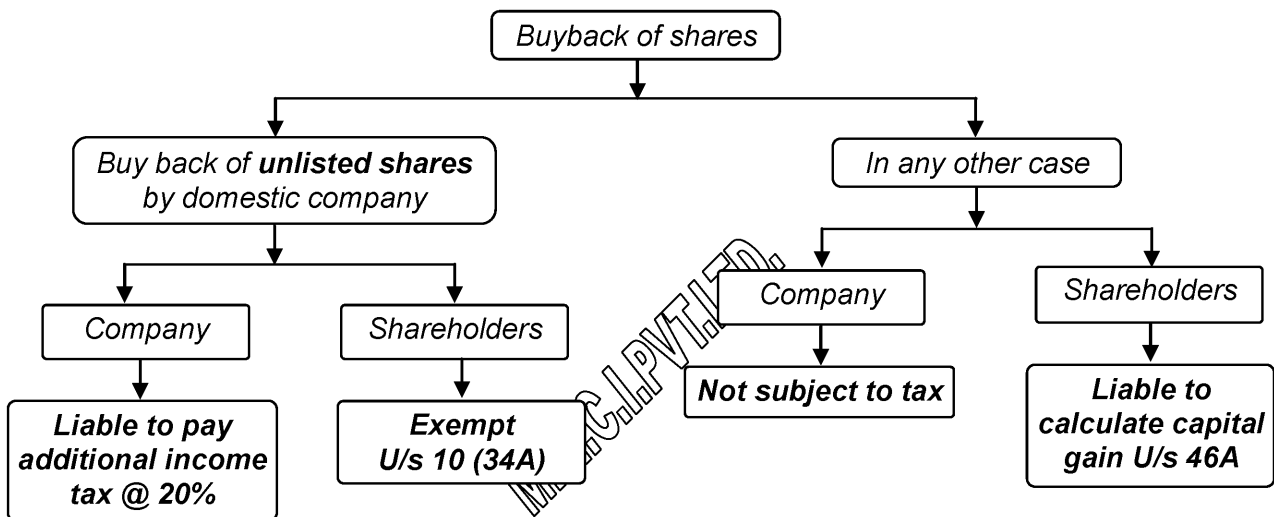 Buyback of shares
Buy back of unlisted shares
by domestic company
In any other case
Company
Shareholders
Company
Shareholders
Liable to pay
additional income
tax @ 20%
Exempt
U/s 10 (34A)
Not subject to tax
Liable to
calculate capital
gain U/s 46A